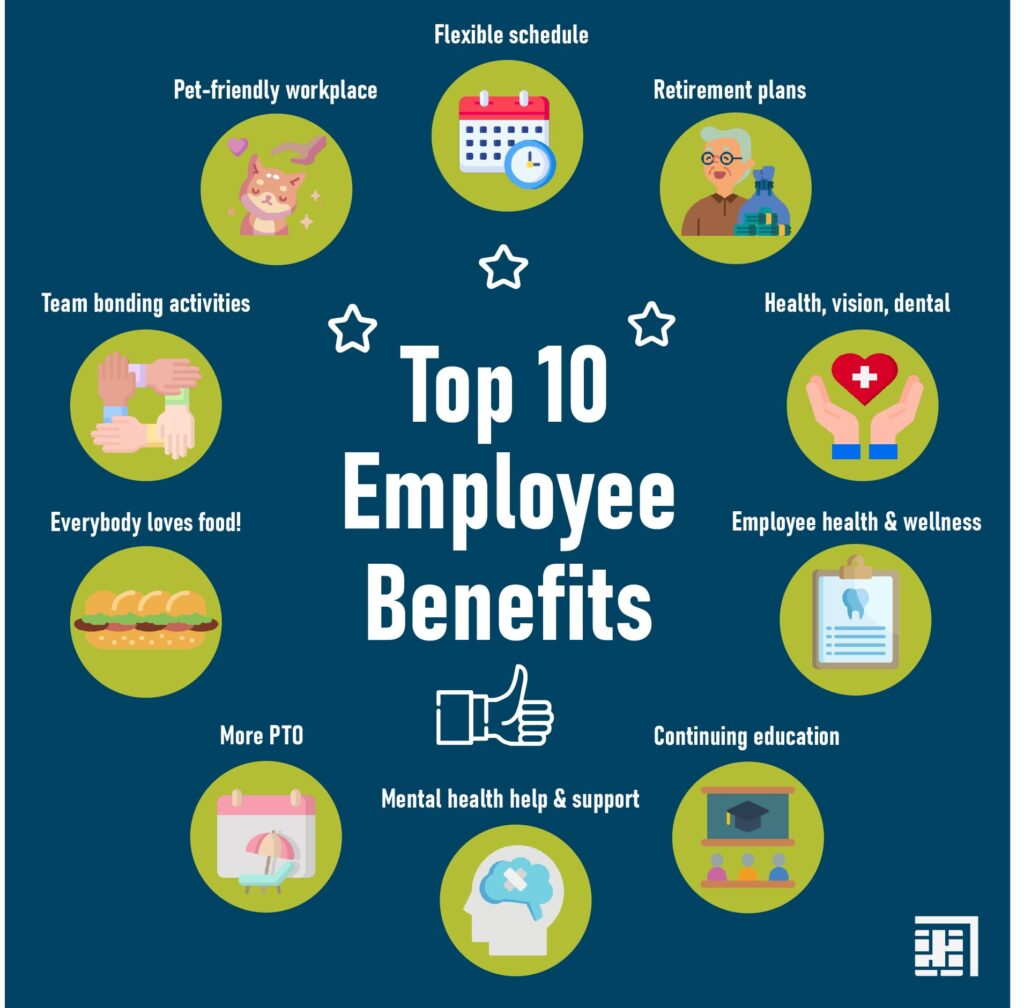 Flexible schedule
Pet-friendly workplace
Retirement plans
Team bonding activities
Health, vision, dental
Top 10
Employee
Benefits
Everybody loves food!
Employee health & wellness
More PTO
Continuing education
Mental health help & support